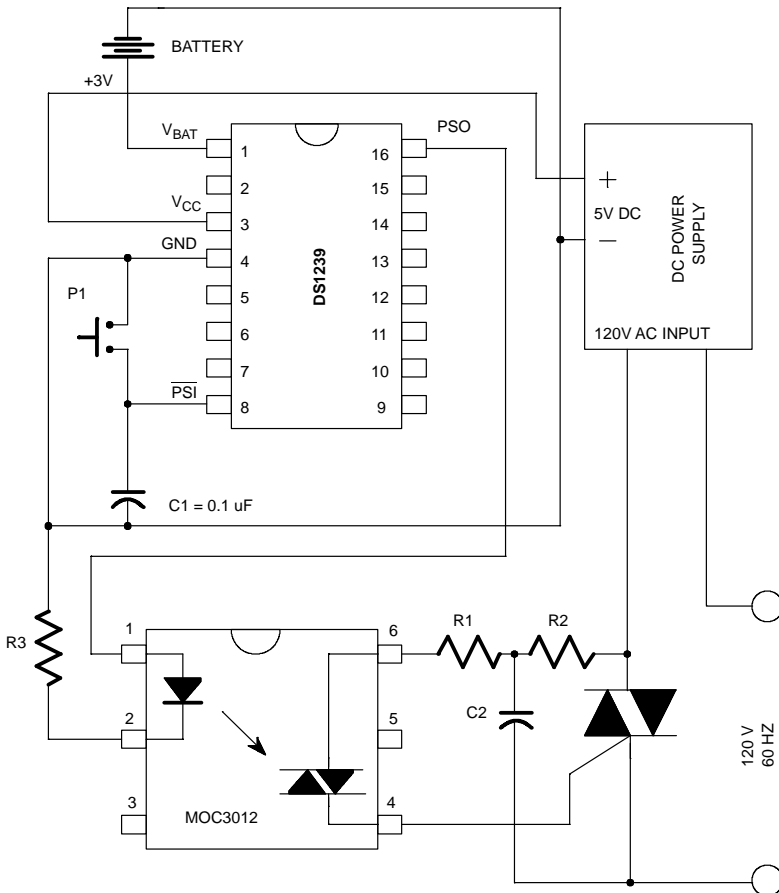 BATTERY
+3V
VBAT
PSO
1
16
2
15
VCC
+
3
14
5V DC
GND
−
4
13
DS1239
DC POWER
SUPPLY
P1
5
12
6
11
120V AC INPUT
7
10
PSI
8
9
C1 = 0.1 uF
1
6
R1
R2
R3
2
5
C2
120 V
60 HZ
3
MOC3012
4